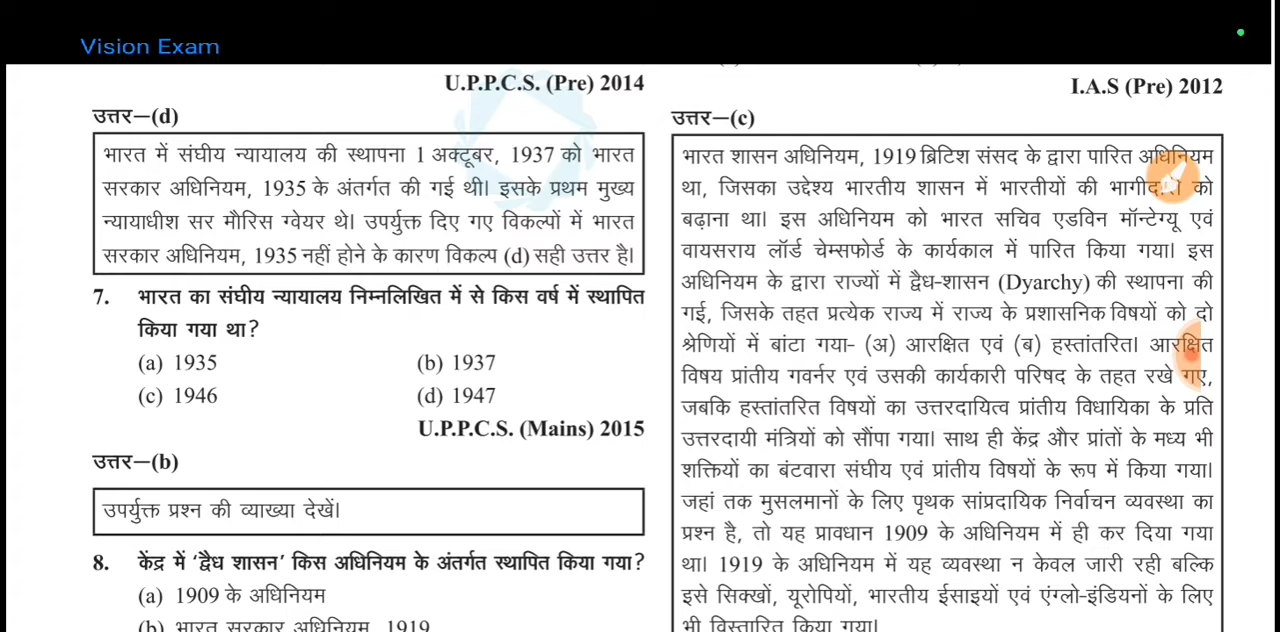 Vision Exam
U.P.P.C.S. (Pre) 2014
उत्तर–(d)
भारत में संघीय न्यायालय की स्थापना 1 अक्टूबर, 1937 को भारत
सरकार अधिनियम, 1935 के अंतर्गत की गई थी। इसके प्रथम मुख्य
न्यायाधीश सर मौरिस ग्वेयर थे। उपर्युक्त दिए गए विकल्पों में भारत
सरकार अधिनियम, 1935 नहीं होने के कारण विकल्प (d) सही उत्तर है।
7. भारत का संघीय न्यायालय निम्नलिखित में से किस वर्ष में स्थापित
किया गया था?
(a) 1935 (b) 1937
(c) 1946 (d) 1947
U.P.P.C.S. (Mains) 2015
उत्तर–(b)
उपर्युक्त प्रश्न की व्याख्या देखें।
8. केंद्र में ‘द्वैध शासन’ किस अधिनियम के अंतर्गत स्थापित किया गया?
(a) 1909 के अधिनियम
(b) भारत सरकार अधिनियम, 1919
I.A.S (Pre) 2012
उत्तर–(c)
भारत शासन अधिनियम, 1919 ब्रिटिश संसद के द्वारा पारित अधिनियम
था, जिसका उद्देश्य भारतीय शासन में भारतीयों की भागीदारी को
बढ़ाना था। इस अधिनियम को भारत सचिव एडविन मॉन्टेग्यू एवं
वायसराय लॉर्ड चेम्सफोर्ड के कार्यकाल में पारित किया गया। इस
अधिनियम के द्वारा राज्यों में द्वैध-शासन (Dyarchy) की स्थापना की
गई, जिसके तहत प्रत्येक राज्य में राज्य के प्रशासनिक विषयों को दो
श्रेणियों में बांटा गया- (अ) आरक्षित एवं (ब) हस्तांतरित। आरक्षित
विषय प्रांतीय गवर्नर एवं उसकी कार्यकारी परिषद के तहत रखे गए,
जबकि हस्तांतरित विषयों का उत्तरदायित्व प्रांतीय विधायिका के प्रति
उत्तरदायी मंत्रियों को सौंपा गया। साथ ही केंद्र और प्रांतों के मध्य भी
शक्तियों का बंटवारा संघीय एवं प्रांतीय विषयों के रूप में किया गया।
जहां तक मुसलमानों के लिए पृथक सांप्रदायिक निर्वाचन व्यवस्था का
प्रश्न है, तो यह प्रावधान 1909 के अधिनियम में ही कर दिया गया
था। 1919 के अधिनियम में यह व्यवस्था न केवल जारी रही बल्कि
इसे सिक्खों, यूरोपियों, भारतीय ईसाइयों एवं एंग्लो-इंडियनों के लिए
भी विस्तारित किया गया।